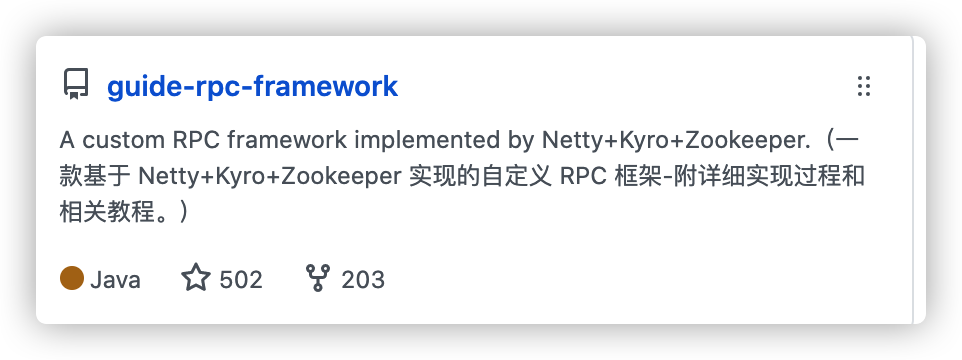 guide-rpc-framework
A custom RPC framework implemented by Netty+Kyro+Zookeeper.（一
款基于 Netty+Kyro+Zookeeper 实现的自定义 RPC 框架-附详细实现过程和
相关教程。）
Java 502 203